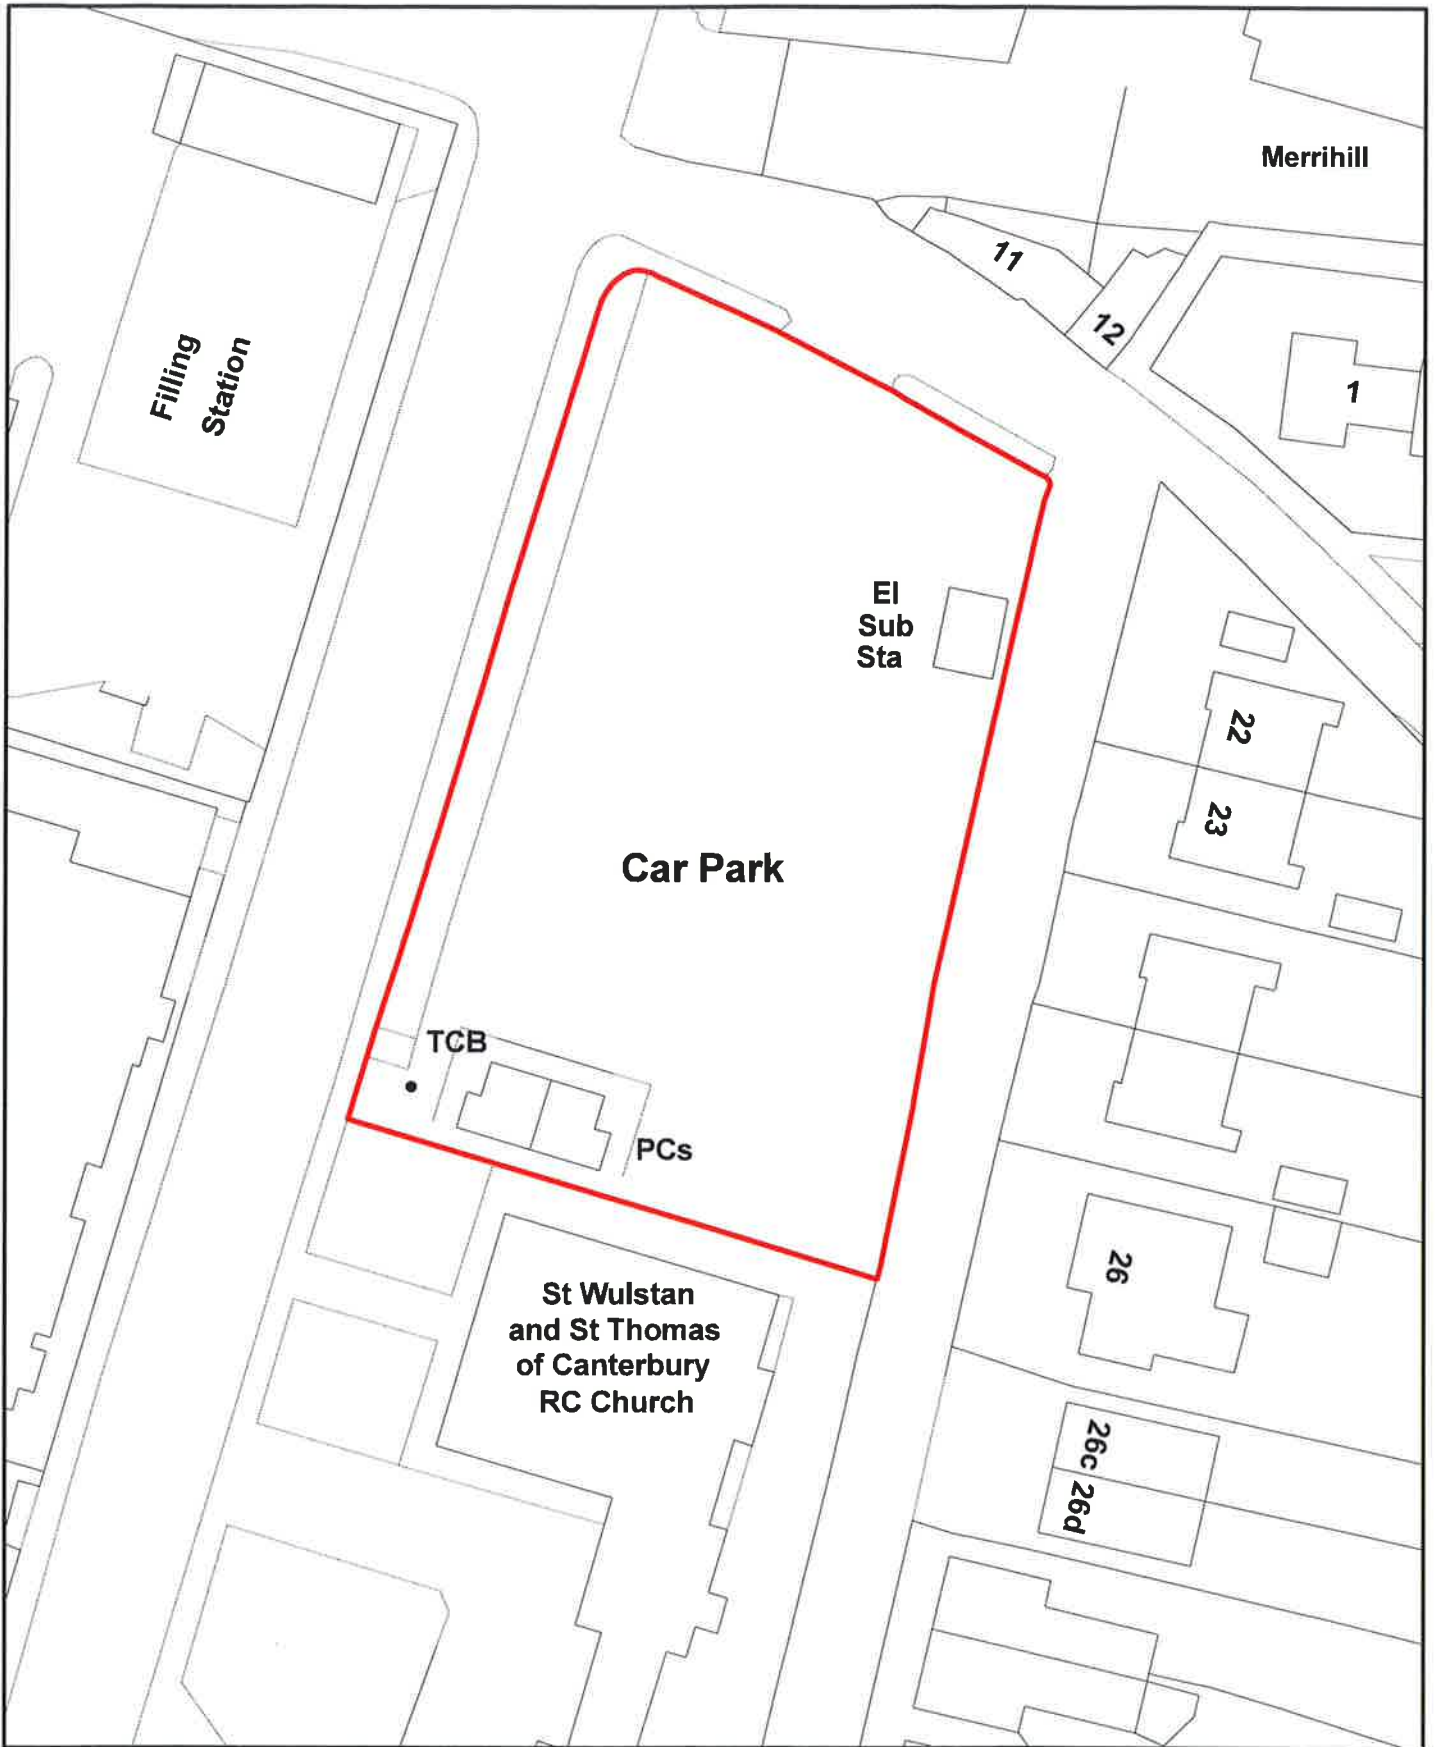 Merrihill
11
12
1
Filling
Station
El
Sub
Sta
22
23
Car Park
TCB
PCs
26
St Wulstan
and St Thomas
of Canterbury
RC Church
26c
26d